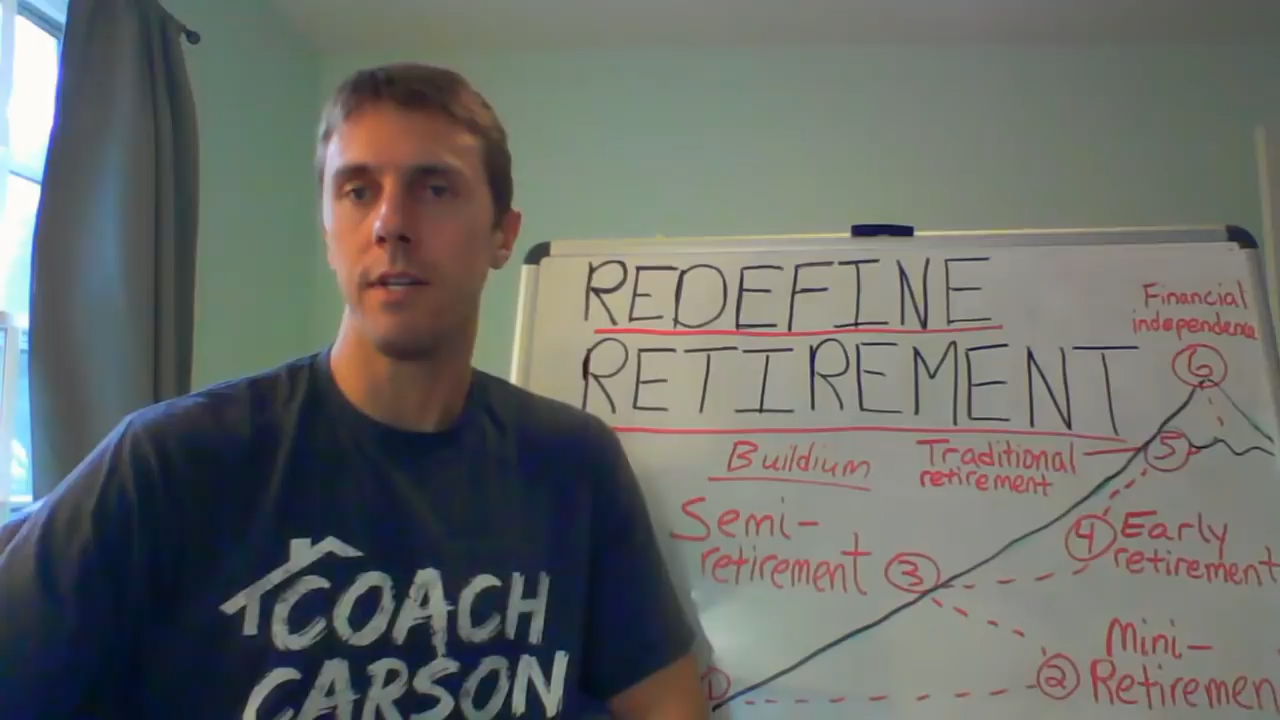 REDEFINE
RETIREMENT
Financial
independence
6
Buildium
Traditional
retirement
5
Semi-
retirement
3
4
Early
retirement
Mini-
2
Retiremen
COACH
CARSON